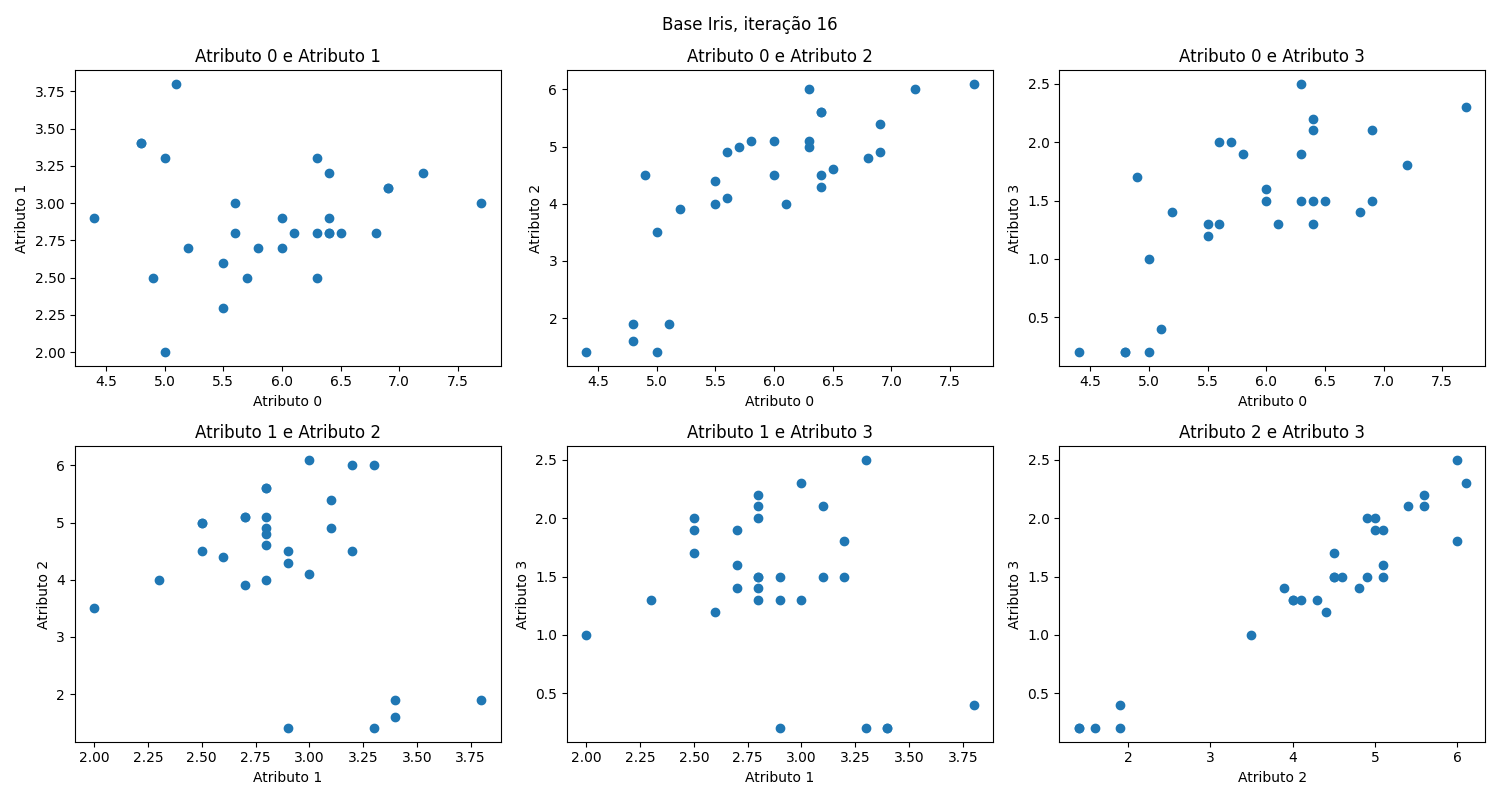 Base Iris, iteração 16
Atributo 0 e Atributo 1
Atributo 1
3.75
3.50
3.25
3.00
2.75
2.50
2.25
2.00
4.5 5.0 5.5 6.0 6.5 7.0 7.5
Atributo 0
Atributo 0 e Atributo 2
Atributo 2
6
5
4
3
2
4.5 5.0 5.5 6.0 6.5 7.0 7.5
Atributo 0
Atributo 0 e Atributo 3
Atributo 3
2.5
2.0
1.5
1.0
0.5
4.5 5.0 5.5 6.0 6.5 7.0 7.5
Atributo 0
Atributo 1 e Atributo 2
Atributo 2
6
5
4
3
2
2.00 2.25 2.50 2.75 3.00 3.25 3.50 3.75
Atributo 1
Atributo 1 e Atributo 3
Atributo 3
2.5
2.0
1.5
1.0
0.5
2.00 2.25 2.50 2.75 3.00 3.25 3.50 3.75
Atributo 1
Atributo 2 e Atributo 3
Atributo 3
2.5
2.0
1.5
1.0
0.5
2 3 4 5 6
Atributo 2